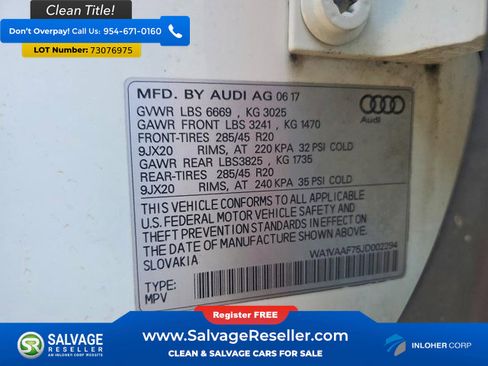 Clean Title!
Don't Overpay! Call Us: 954-671-0160
LOT Number: 73076975
MFD. BY AUDI AG 06 17
GVWR LBS 6669 , KG 3025
GAWR FRONT LBS 3241 , KG 1470
FRONT-TIRES 285/45 R20
9JX20 RIMS, AT 220 KPA 32 PSI COLD
GAWR REAR LBS3825 , KG 1735
REAR-TIRES 285/45 R20
9JX20 RIMS, AT 240 KPA 35 PSI COLD
Audi
THIS VEHICLE CONFORMS TO ALL APPLICABLE
U.S. FEDERAL MOTOR VEHICLE SAFETY AND
THEFT PREVENTION STANDARDS IN EFFECT ON
THE DATE OF MANUFACTURE SHOWN ABOVE.
SLOVAKIA
WA1VAAF75JD002294
TYPE:
MPV
Register FREE!
SALVAGE
RESELLER
AN INLOHER CORP WEBSITE
www.SalvageReseller.com
CLEAN & SALVAGE CARS FOR SALE
INLOHER CORP